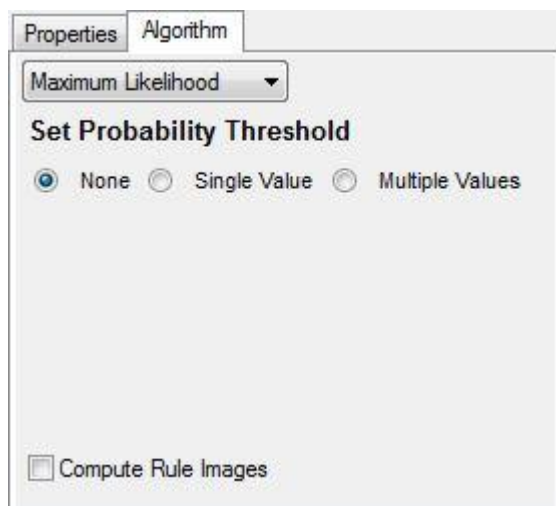 Properties Algorithm
Maximum Likelihood
Set Probability Threshold
None Single Value Multiple Values
Compute Rule Images